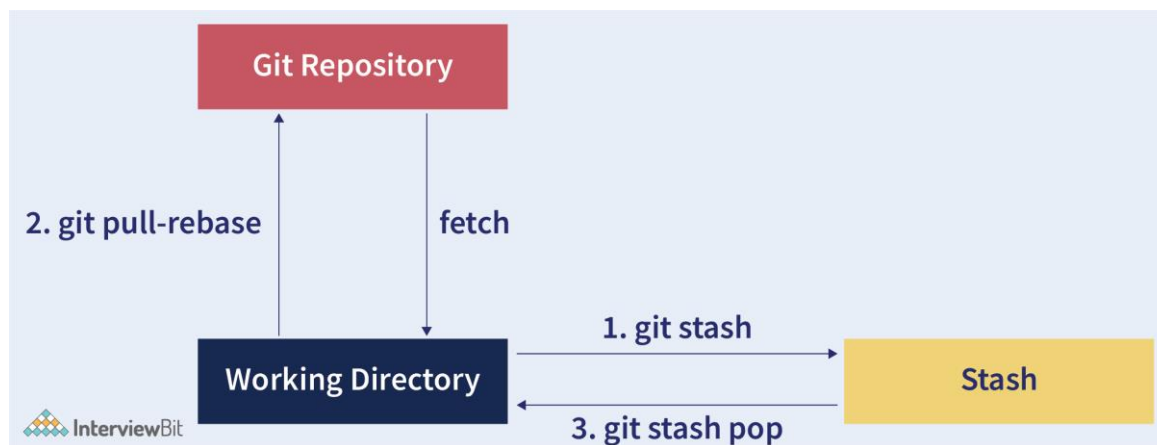 Git Repository
2. git pull-rebase
fetch
1. git stash
Working Directory
Stash
3. git stash pop
InterviewBit